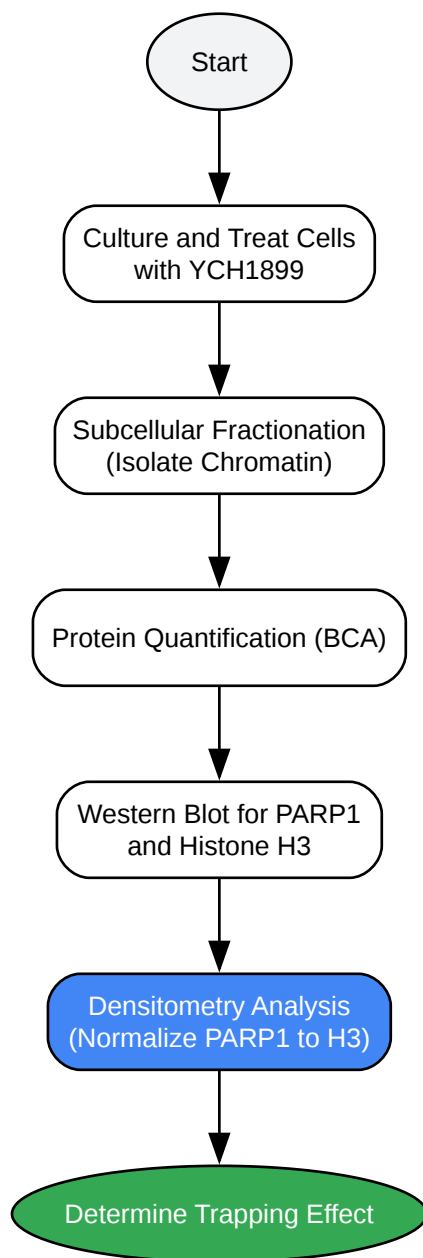 Start
Culture and Treat Cells
with YCH1899
Subcellular Fractionation
(Isolate Chromatin)
Protein Quantification (BCA)
Western Blot for PARP1
and Histone H3
Densitometry Analysis
(Normalize PARP1 to H3)
Determine Trapping Effect